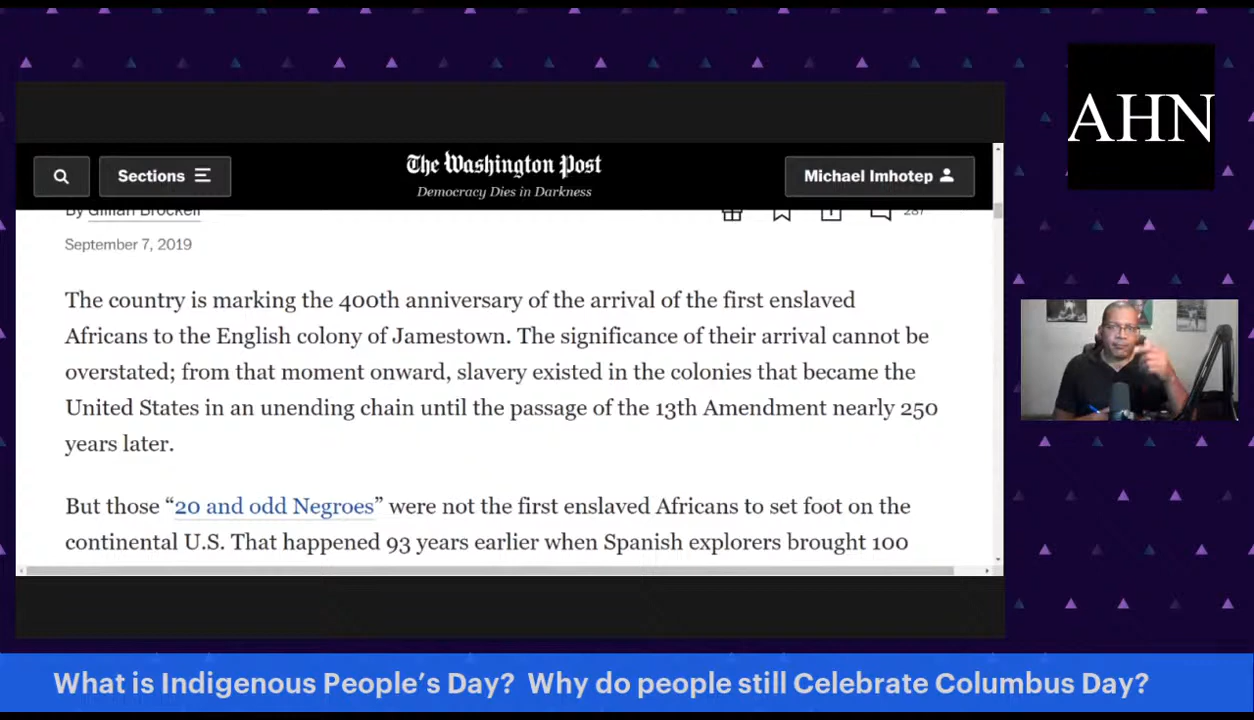 AHN
The Washington Post
Democracy Dies in Darkness
Sections
Michael Imhotep
By Gillian Brockell
287
September 7, 2019
The country is marking the 400th anniversary of the arrival of the first enslaved
Africans to the English colony of Jamestown. The significance of their arrival cannot be
overstated; from that moment onward, slavery existed in the colonies that became the
United States in an unending chain until the passage of the 13th Amendment nearly 250
years later.
But those “20 and odd Negroes” were not the first enslaved Africans to set foot on the
continental U.S. That happened 93 years earlier when Spanish explorers brought 100
What is Indigenous People’s Day? Why do people still Celebrate Columbus Day?